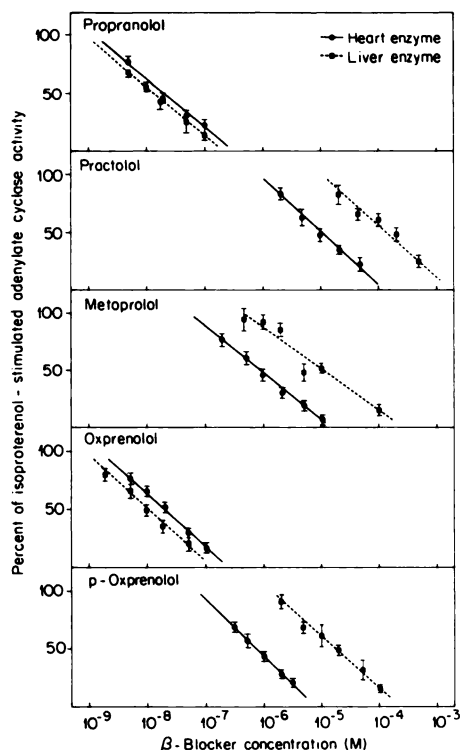 Percent of isoproterenol - stimulated adenylate cyclase activity
Propranolol
Heart enzyme
Liver enzyme
100
50
Practolol
100
50
Metoprolol
100
50
Oxprenolol
100
50
p-Oxprenolol
100
50
10⁻⁹ 10⁻⁸ 10⁻⁷ 10⁻⁶ 10⁻⁵ 10⁻⁴ 10⁻³
β-Blocker concentration (M)